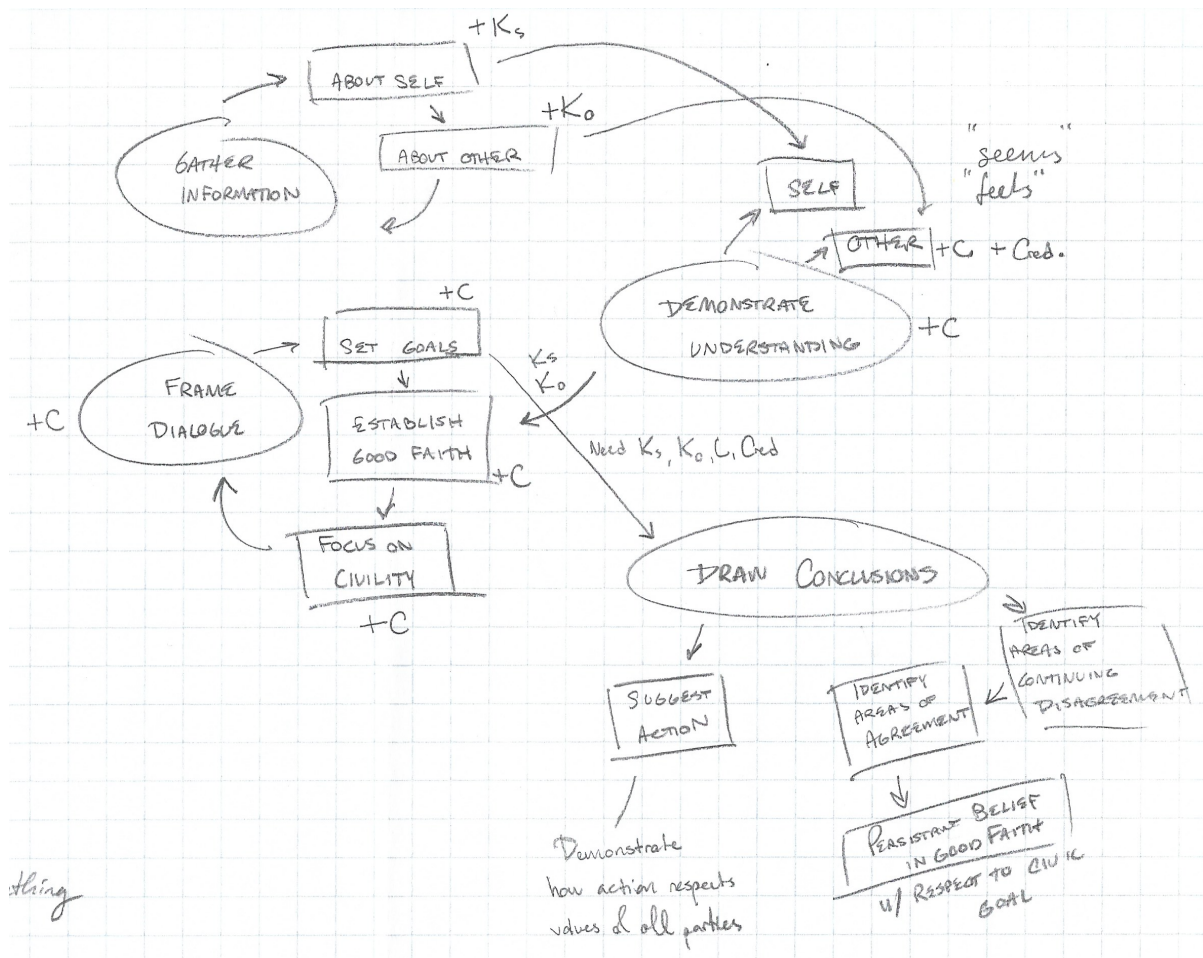 +Ks
ABOUT SELF
+Ko
ABOUT OTHER
GATHER
INFORMATION
SELF
"seems"
"feels"
OTHER
+C + Cred.
DEMONSTRATE
UNDERSTANDING
+C
+C
SET GOALS
FRAME
DIALOGUE
+C
ESTABLISH
GOOD FAITH
+C
Ks
Ko
Need Ks, Ko, C, Cred
FOCUS ON
CIVILITY
+C
DRAW CONCLUSIONS
IDENTIFY
AREAS OF
CONTINUING
DISAGREEMENT
SUGGEST
ACTION
IDENTIFY
AREAS OF
AGREEMENT
PERSISTANT BELIEF
IN GOOD FAITH
w/ RESPECT TO CIVIC
GOAL
Demonstrate
how action respects
values of all parties
thing